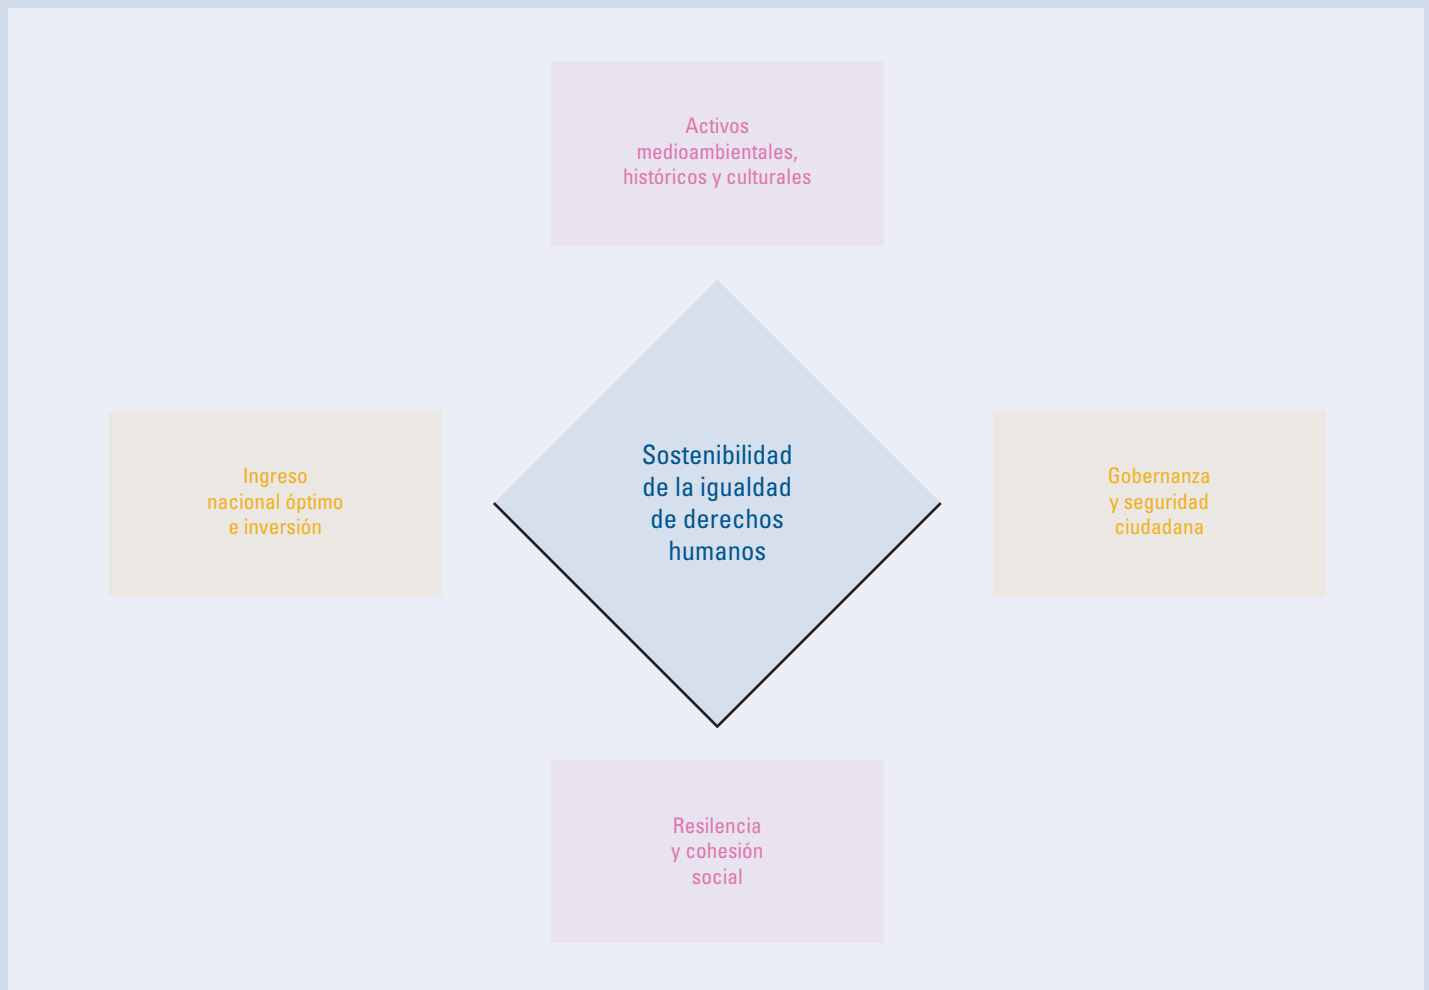 Activos
medioambientales,
históricos y culturales
Ingreso
nacional óptimo
e inversión
Sostenibilidad
de la igualdad
de derechos
humanos
Gobernanza
y seguridad
ciudadana
Resilencia
y cohesión
social